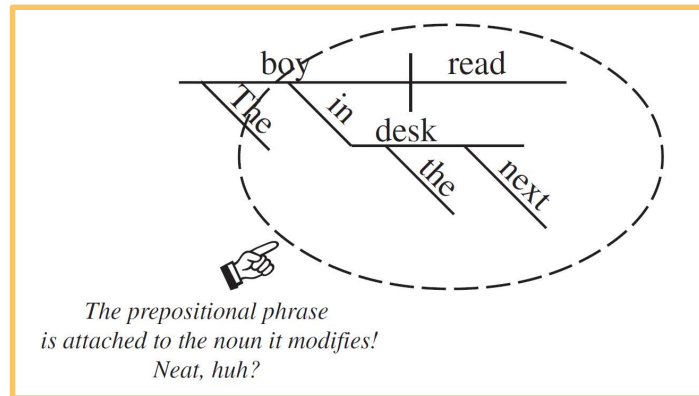 boy read
The in
desk
the next
The prepositional phrase
is attached to the noun it modifies!
Neat, huh?